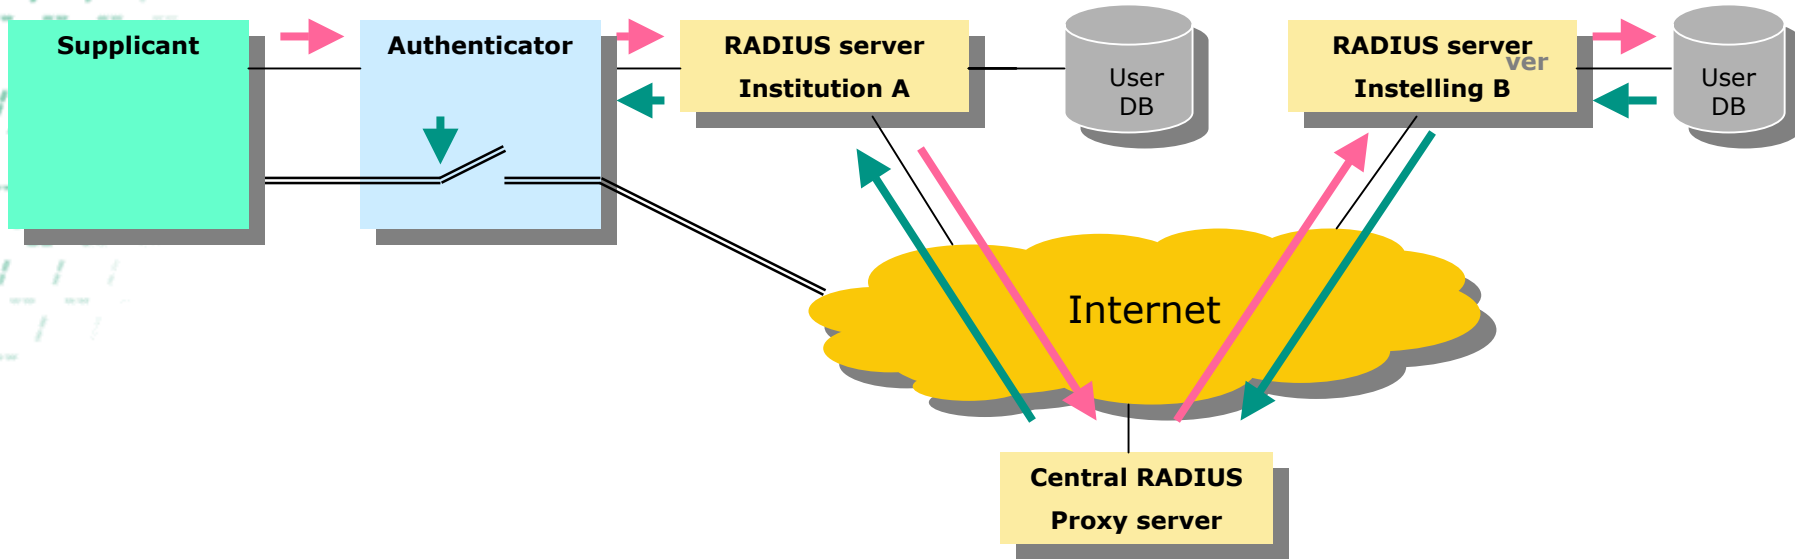 Supplicant
Authenticator
RADIUS server
Institution A
User
DB
RADIUS server
ver
Instelling B
User
DB
Internet
Central RADIUS
Proxy server